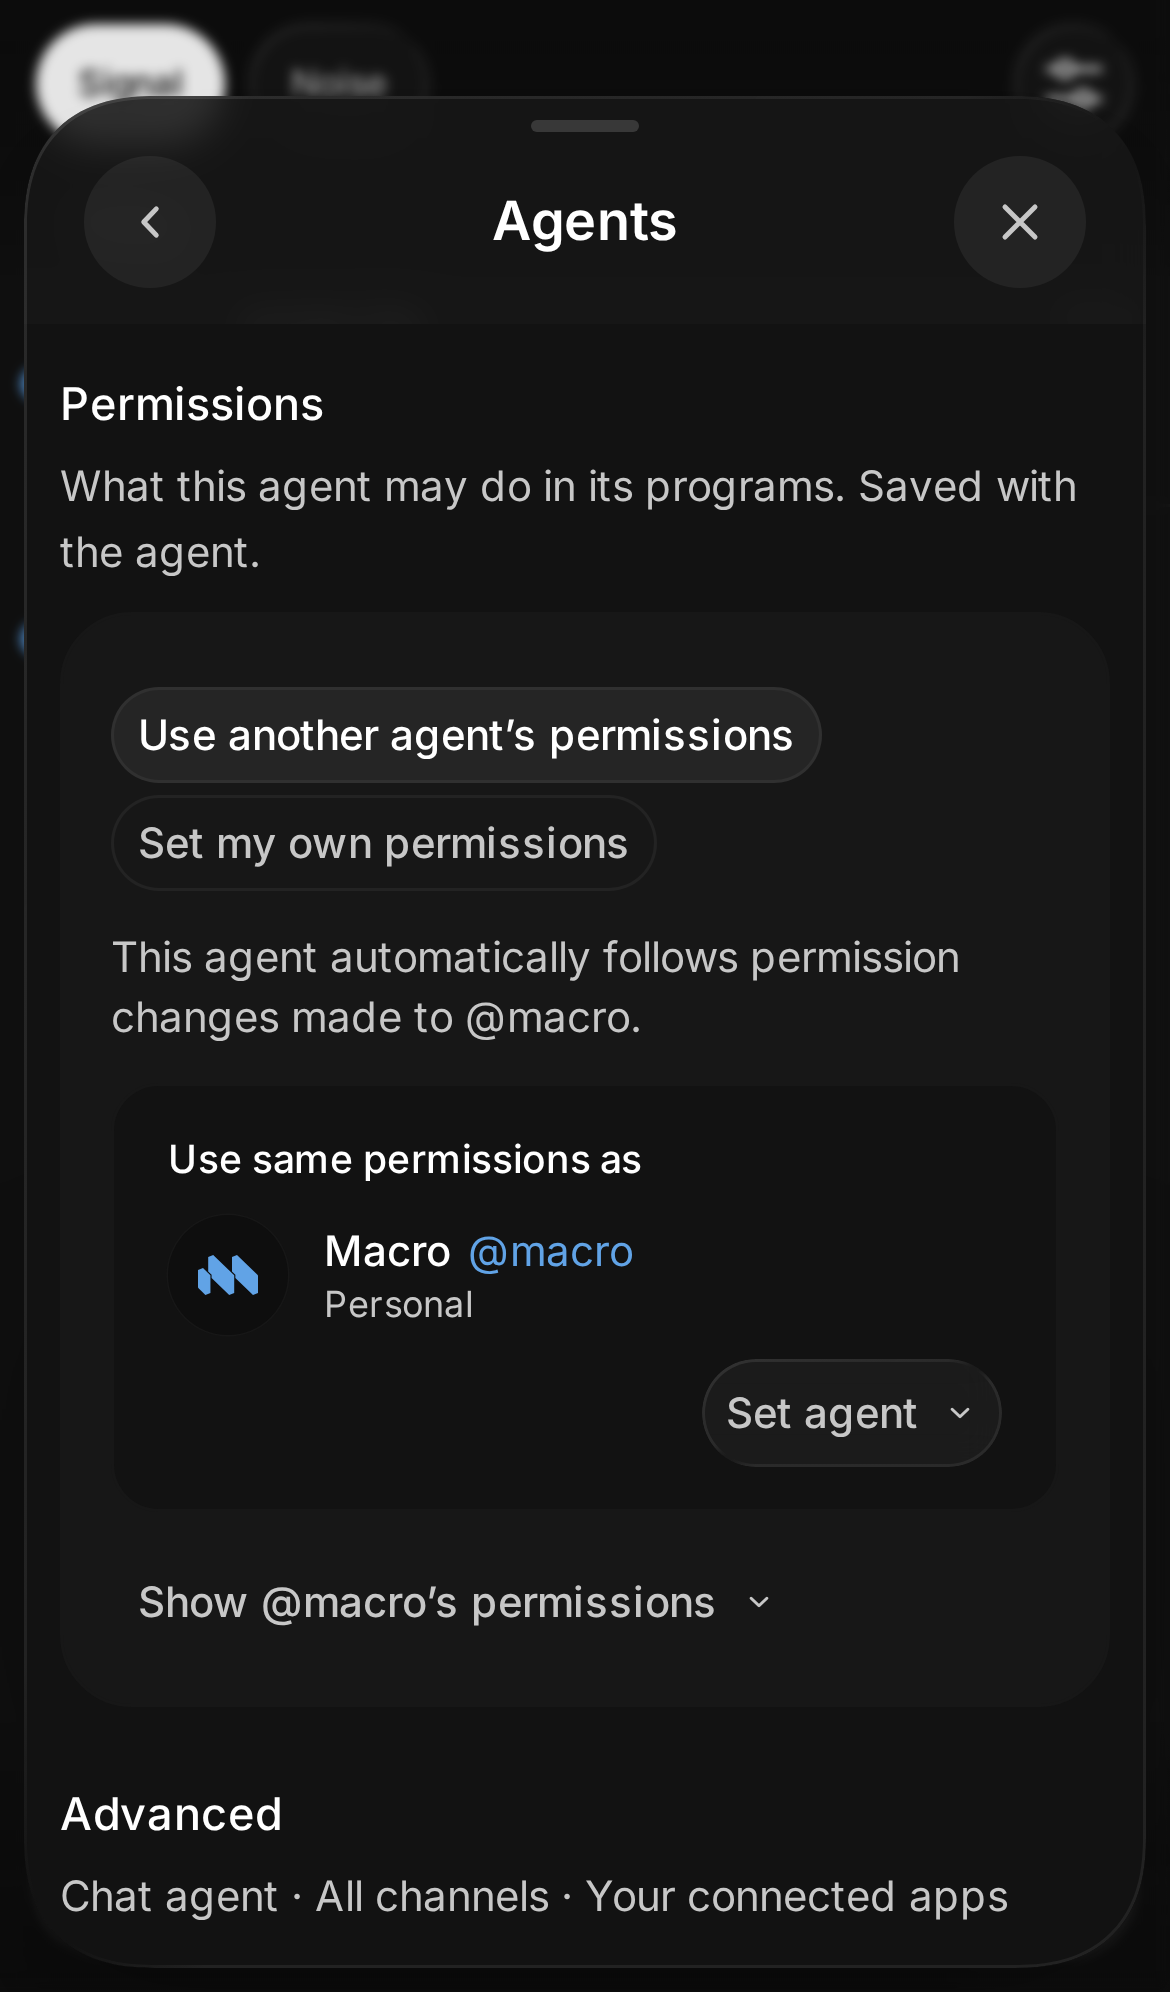 Signal
Noise
Agents
Permissions
What this agent may do in its programs. Saved with
the agent.
Use another agent’s permissions
Set my own permissions
This agent automatically follows permission
changes made to @macro.
Use same permissions as
Macro @macro
Personal
Set agent
Show @macro’s permissions
Advanced
Chat agent · All channels · Your connected apps